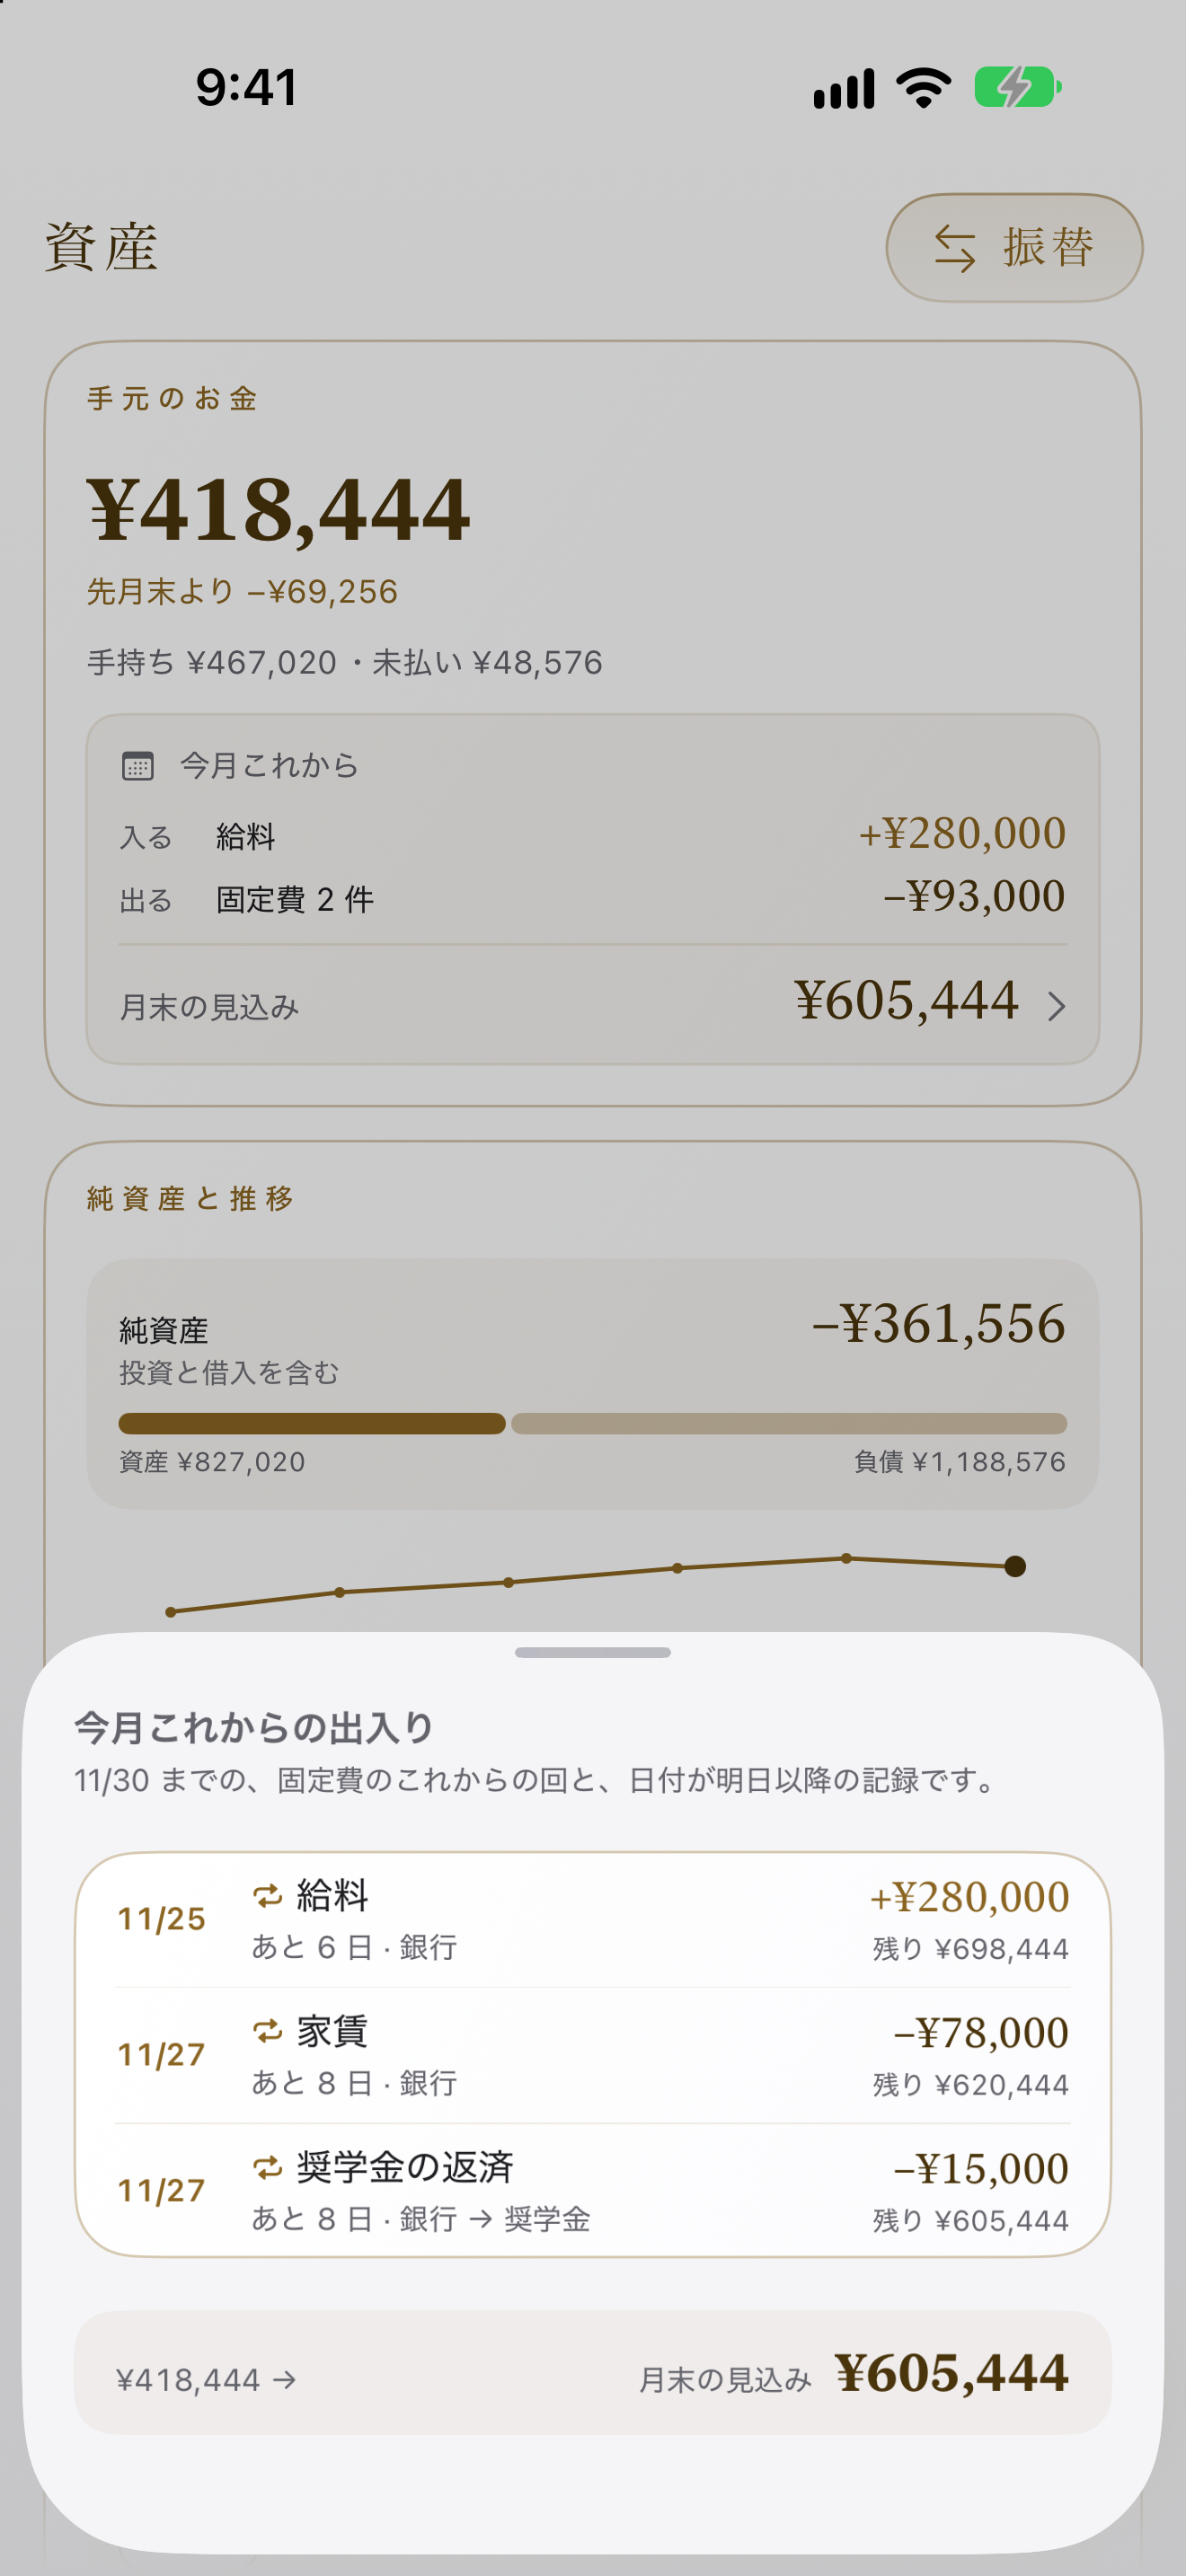 9:41
資産
振替
手元のお金
¥418,444
先月末より −¥69,256
手持ち ¥467,020・未払い ¥48,576
今月これから
入る 給料 +¥280,000
出る 固定費 2 件 −¥93,000
月末の見込み ¥605,444
純資産と推移
純資産 −¥361,556
投資と借入を含む
資産 ¥827,020 負債 ¥1,188,576
今月これからの出入り
11/30 までの、固定費のこれからの回と、日付が明日以降の記録です。
11/25 給料 +¥280,000
あと 6 日 · 銀行 残り ¥698,444
11/27 家賃 −¥78,000
あと 8 日 · 銀行 残り ¥620,444
11/27 奨学金の返済 −¥15,000
あと 8 日 · 銀行 → 奨学金 残り ¥605,444
¥418,444 → 月末の見込み ¥605,444